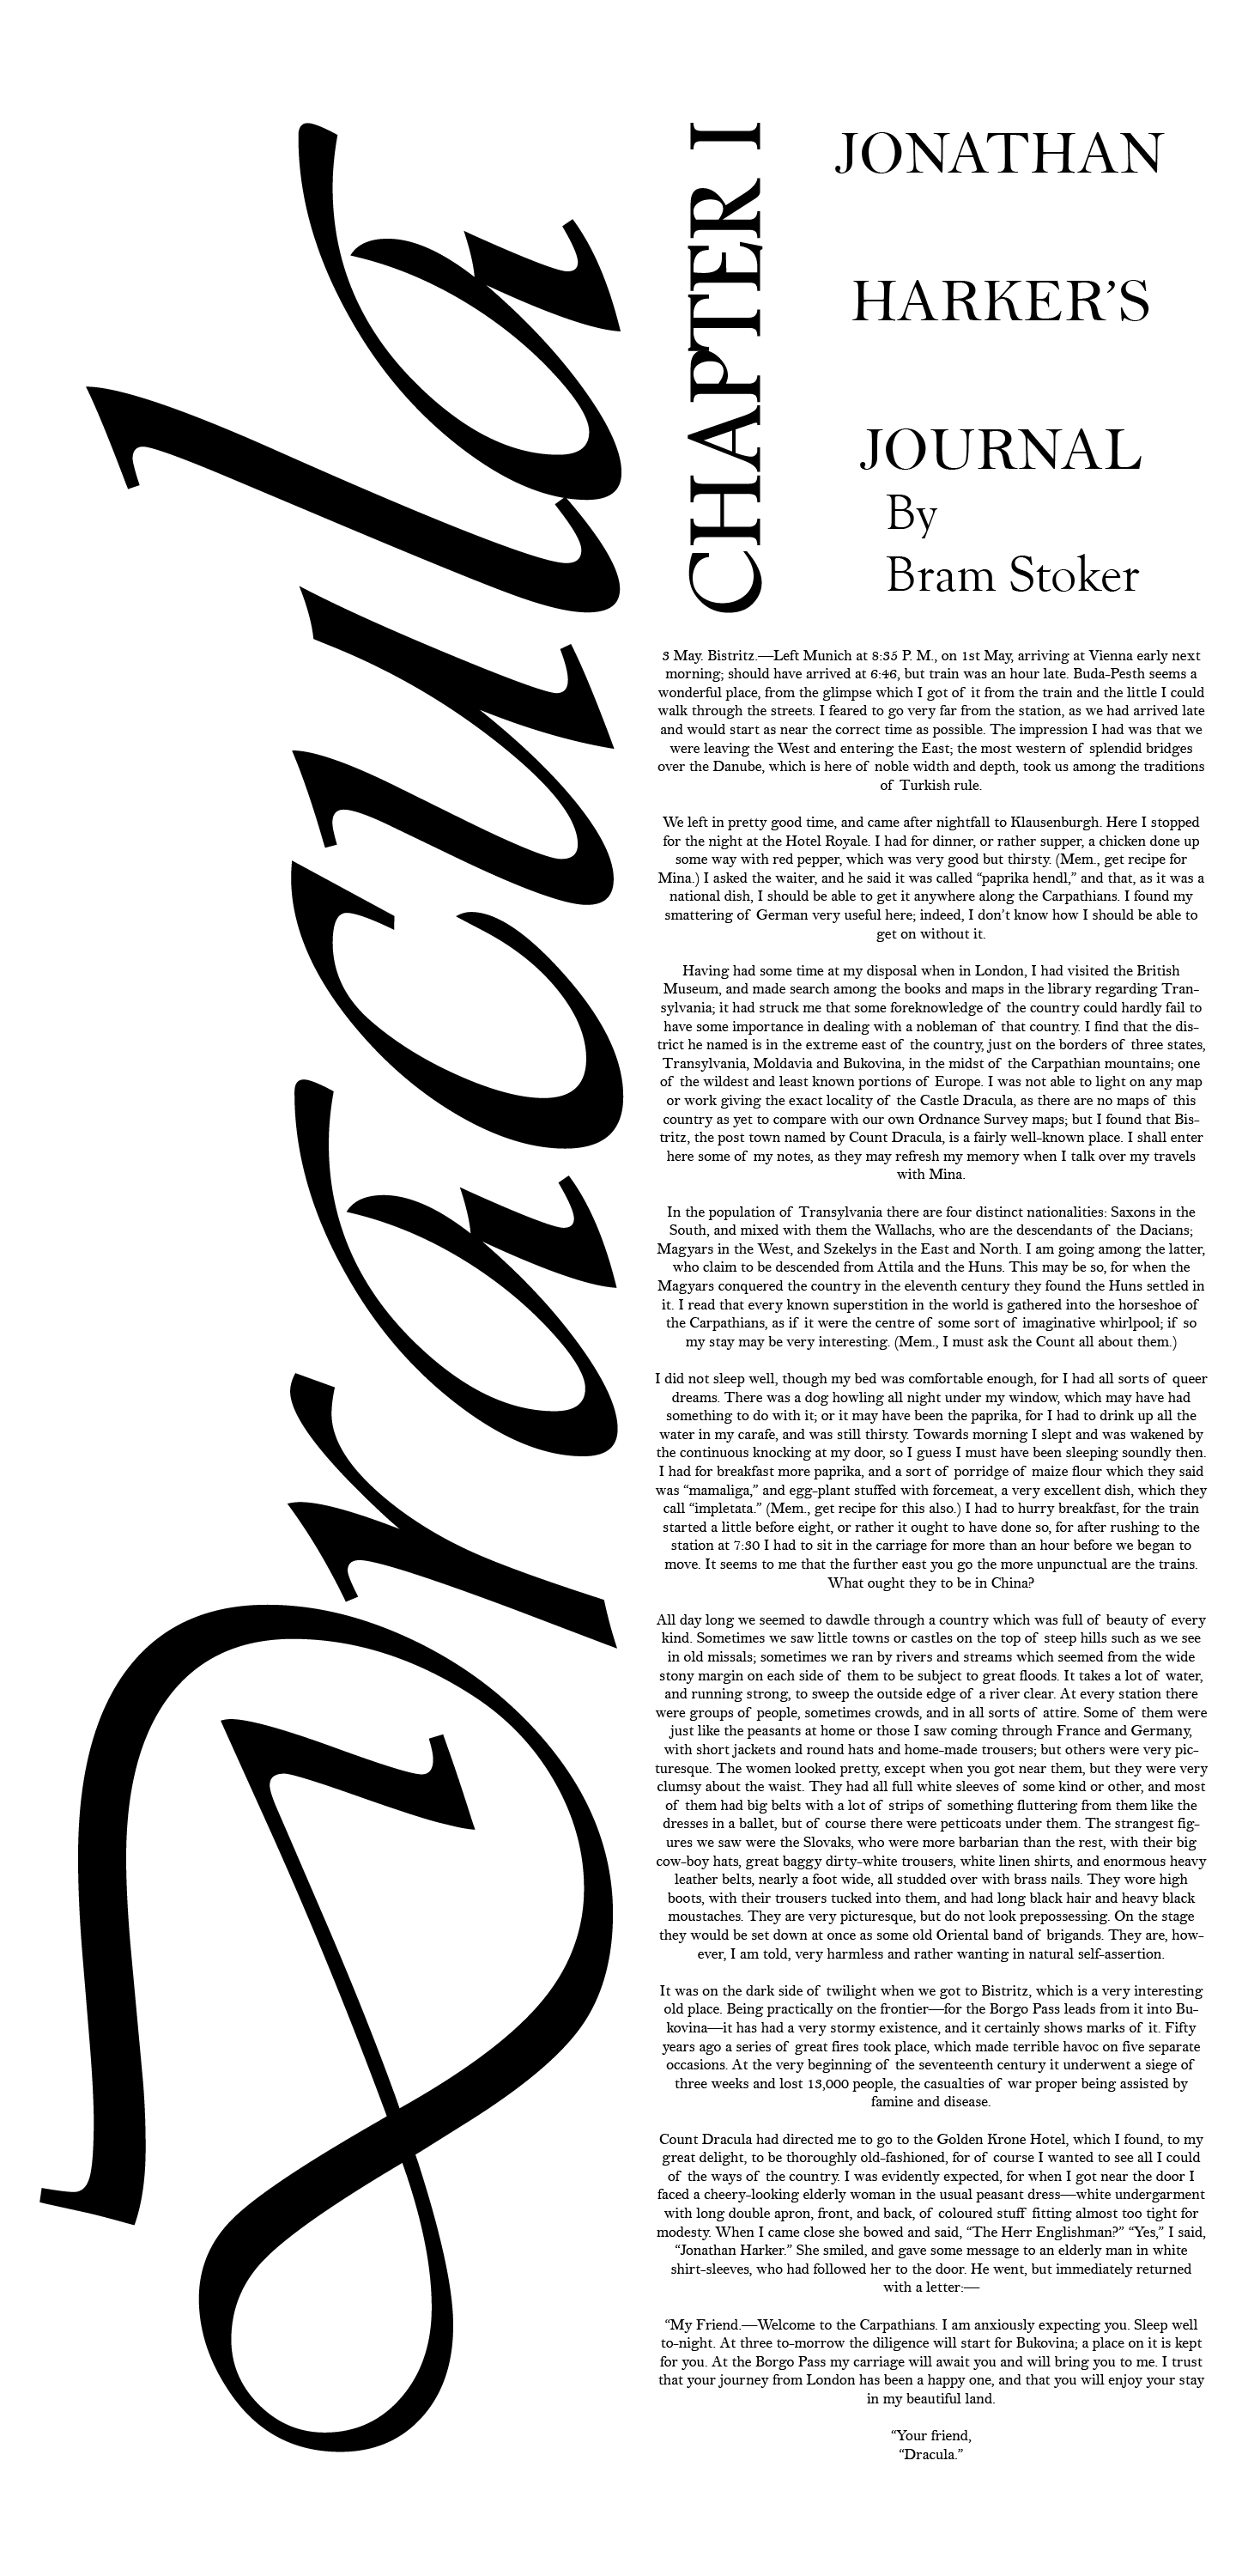 Dracula
CHAPTER I
JONATHAN
HARKER’S
JOURNAL
By
Bram Stoker
3 May. Bistritz.—Left Munich at 8:35 P. M., on 1st May, arriving at Vienna early next
morning; should have arrived at 6:46, but train was an hour late. Buda-Pesth seems a
wonderful place, from the glimpse which I got of it from the train and the little I could
walk through the streets. I feared to go very far from the station, as we had arrived late
and would start as near the correct time as possible. The impression I had was that we
were leaving the West and entering the East; the most western of splendid bridges
over the Danube, which is here of noble width and depth, took us among the traditions
of Turkish rule.
We left in pretty good time, and came after nightfall to Klausenburgh. Here I stopped
for the night at the Hotel Royale. I had for dinner, or rather supper, a chicken done up
some way with red pepper, which was very good but thirsty. (Mem., get recipe for
Mina.) I asked the waiter, and he said it was called “paprika hendl,” and that, as it was a
national dish, I should be able to get it anywhere along the Carpathians. I found my
smattering of German very useful here; indeed, I don’t know how I should be able to
get on without it.
Having had some time at my disposal when in London, I had visited the British
Museum, and made search among the books and maps in the library regarding Tran-
sylvania; it had struck me that some foreknowledge of the country could hardly fail to
have some importance in dealing with a nobleman of that country. I find that the dis-
trict he named is in the extreme east of the country, just on the borders of three states,
Transylvania, Moldavia and Bukovina, in the midst of the Carpathian mountains; one
of the wildest and least known portions of Europe. I was not able to light on any map
or work giving the exact locality of the Castle Dracula, as there are no maps of this
country as yet to compare with our own Ordnance Survey maps; but I found that Bis-
tritz, the post town named by Count Dracula, is a fairly well-known place. I shall enter
here some of my notes, as they may refresh my memory when I talk over my travels
with Mina.
In the population of Transylvania there are four distinct nationalities: Saxons in the
South, and mixed with them the Wallachs, who are the descendants of the Dacians;
Magyars in the West, and Szekelys in the East and North. I am going among the latter,
who claim to be descended from Attila and the Huns. This may be so, for when the
Magyars conquered the country in the eleventh century they found the Huns settled in
it. I read that every known superstition in the world is gathered into the horseshoe of
the Carpathians, as if it were the centre of some sort of imaginative whirlpool; if so
my stay may be very interesting. (Mem., I must ask the Count all about them.)
I did not sleep well, though my bed was comfortable enough, for I had all sorts of queer
dreams. There was a dog howling all night under my window, which may have had
something to do with it; or it may have been the paprika, for I had to drink up all the
water in my carafe, and was still thirsty. Towards morning I slept and was wakened by
the continuous knocking at my door, so I guess I must have been sleeping soundly then.
I had for breakfast more paprika, and a sort of porridge of maize flour which they said
was “mamaliga,” and egg-plant stuffed with forcemeat, a very excellent dish, which they
call “impletata.” (Mem., get recipe for this also.) I had to hurry breakfast, for the train
started a little before eight, or rather it ought to have done so, for after rushing to the
station at 7:30 I had to sit in the carriage for more than an hour before we began to
move. It seems to me that the further east you go the more unpunctual are the trains.
What ought they to be in China?
All day long we seemed to dawdle through a country which was full of beauty of every
kind. Sometimes we saw little towns or castles on the top of steep hills such as we see
in old missals; sometimes we ran by rivers and streams which seemed from the wide
stony margin on each side of them to be subject to great floods. It takes a lot of water,
and running strong, to sweep the outside edge of a river clear. At every station there
were groups of people, sometimes crowds, and in all sorts of attire. Some of them were
just like the peasants at home or those I saw coming through France and Germany,
with short jackets and round hats and home-made trousers; but others were very pic-
turesque. The women looked pretty, except when you got near them, but they were very
clumsy about the waist. They had all full white sleeves of some kind or other, and most
of them had big belts with a lot of strips of something fluttering from them like the
dresses in a ballet, but of course there were petticoats under them. The strangest fig-
ures we saw were the Slovaks, who were more barbarian than the rest, with their big
cow-boy hats, great baggy dirty-white trousers, white linen shirts, and enormous heavy
leather belts, nearly a foot wide, all studded over with brass nails. They wore high
boots, with their trousers tucked into them, and had long black hair and heavy black
moustaches. They are very picturesque, but do not look prepossessing. On the stage
they would be set down at once as some old Oriental band of brigands. They are, how-
ever, I am told, very harmless and rather wanting in natural self-assertion.
It was on the dark side of twilight when we got to Bistritz, which is a very interesting
old place. Being practically on the frontier—for the Borgo Pass leads from it into Bu-
kovina—it has had a very stormy existence, and it certainly shows marks of it. Fifty
years ago a series of great fires took place, which made terrible havoc on five separate
occasions. At the very beginning of the seventeenth century it underwent a siege of
three weeks and lost 13,000 people, the casualties of war proper being assisted by
famine and disease.
Count Dracula had directed me to go to the Golden Krone Hotel, which I found, to my
great delight, to be thoroughly old-fashioned, for of course I wanted to see all I could
of the ways of the country. I was evidently expected, for when I got near the door I
faced a cheery-looking elderly woman in the usual peasant dress—white undergarment
with long double apron, front, and back, of coloured stuff fitting almost too tight for
modesty. When I came close she bowed and said, “The Herr Englishman?” “Yes,” I said,
“Jonathan Harker.” She smiled, and gave some message to an elderly man in white
shirt-sleeves, who had followed her to the door. He went, but immediately returned
with a letter:—
“My Friend.—Welcome to the Carpathians. I am anxiously expecting you. Sleep well
to-night. At three to-morrow the diligence will start for Bukovina; a place on it is kept
for you. At the Borgo Pass my carriage will await you and will bring you to me. I trust
that your journey from London has been a happy one, and that you will enjoy your stay
in my beautiful land.
“Your friend,
“Dracula.”